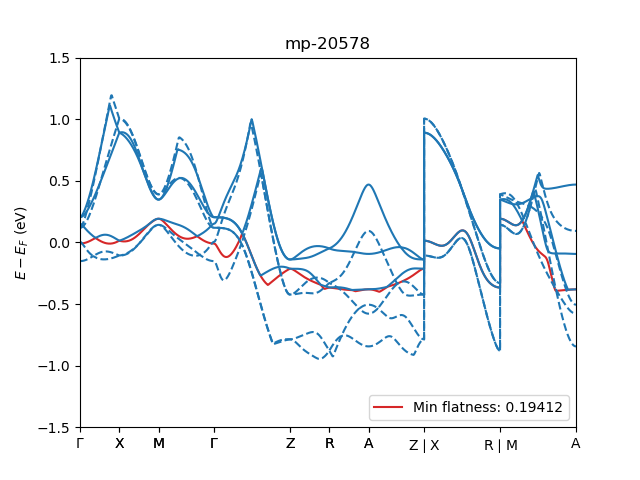 mp-20578
1.5
1.0
0.5
0.0
−0.5
−1.0
−1.5
E − E_F (eV)
Min flatness: 0.19412
Γ X M Γ Z R A Z | X R | M A